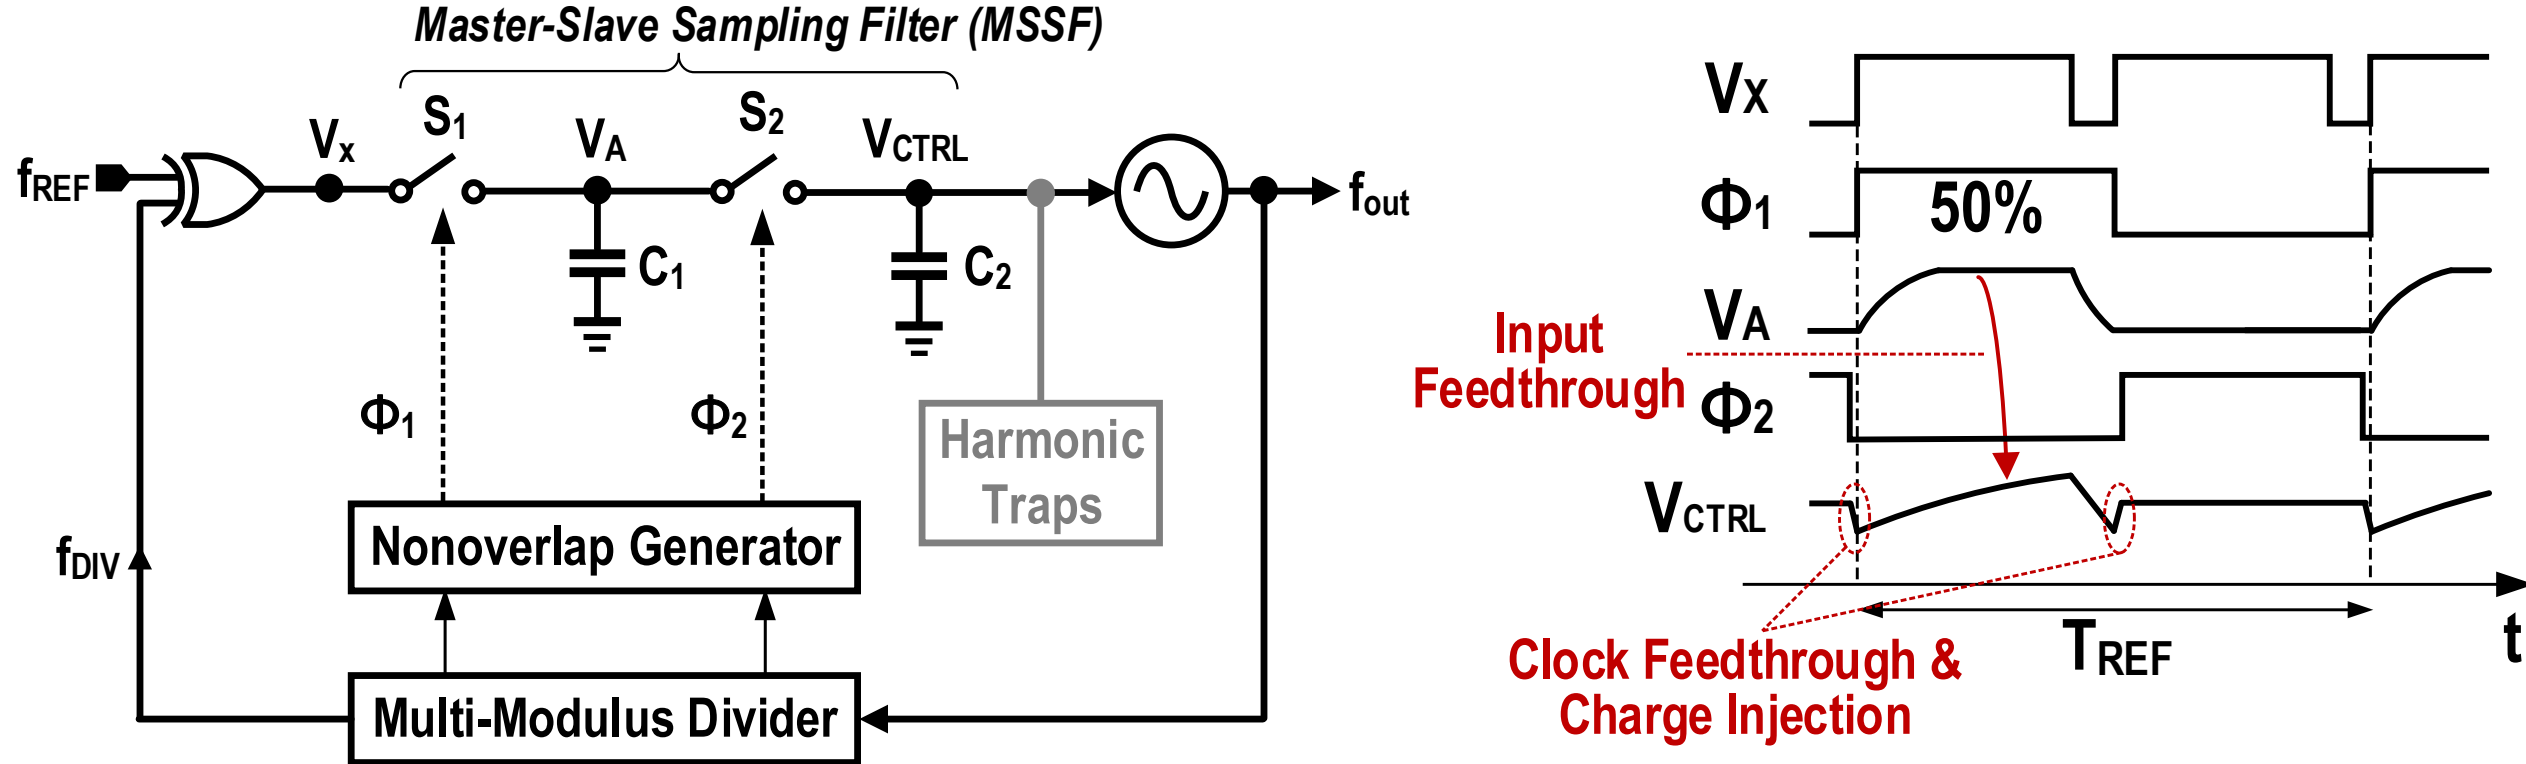 Master-Slave Sampling Filter (MSSF)
fREF
Vx
S1
VA
S2
VCTRL
fout
C1
C2
Φ1
Φ2
Harmonic
Traps
Nonoverlap Generator
fDIV
Multi-Modulus Divider
VX
Φ1
50%
VA
Input
Feedthrough
Φ2
VCTRL
TREF
t
Clock Feedthrough &
Charge Injection